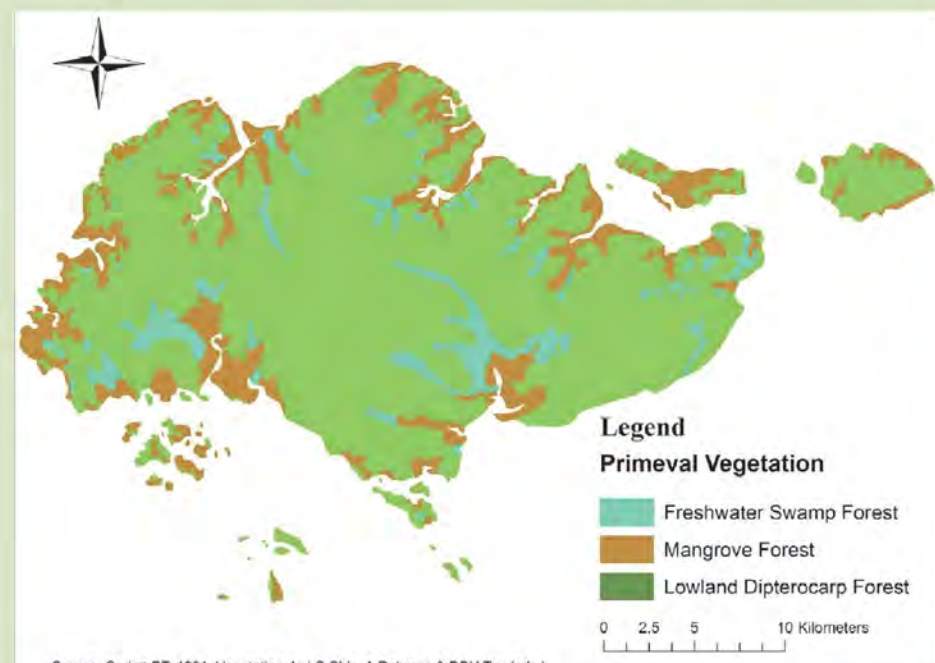 Legend
Primeval Vegetation
Freshwater Swamp Forest
Mangrove Forest
Lowland Dipterocarp Forest
0 2.5 5 10 Kilometers